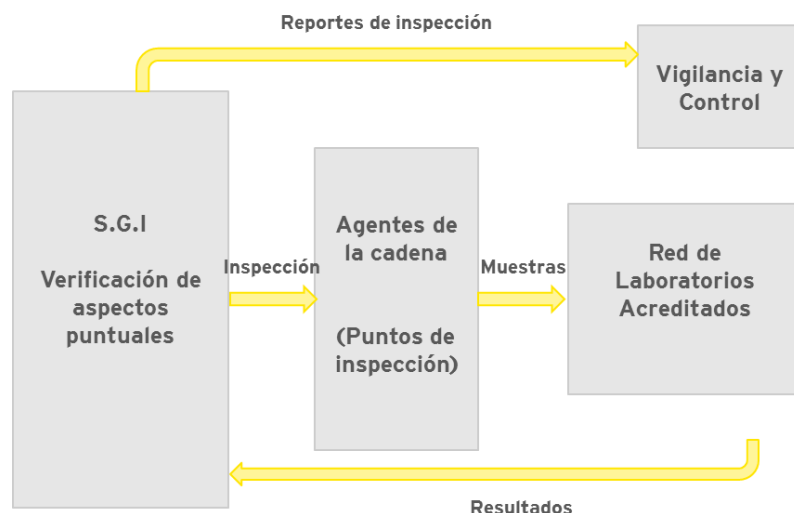 Reportes de inspección
Vigilancia y
Control
S.G.I
Verificación de
aspectos
puntuales
Inspección
Agentes de
la cadena
(Puntos de
inspección)
Muestras
Red de
Laboratorios
Acreditados
Resultados